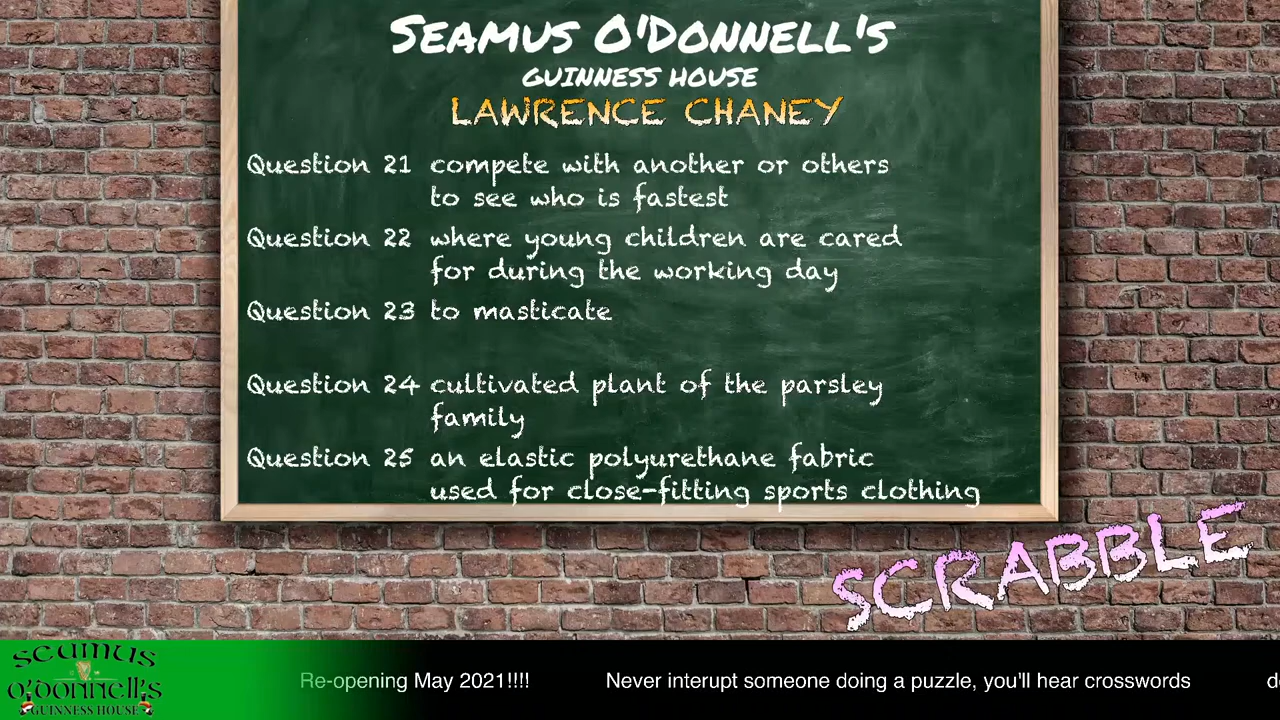 SEAMUS O'DONNELL'S
GUINNESS HOUSE
LAWRENCE CHANEY
Question 21 compete with another or others
to see who is fastest
Question 22 where young children are cared
for during the working day
Question 23 to masticate
Question 24 cultivated plant of the parsley
family
Question 25 an elastic polyurethane fabric
used for close-fitting sports clothing
SCRABBLE
seamus
o'donnell's
GUINNESS HOUSE
Re-opening May 2021!!!! Never interupt someone doing a puzzle, you'll hear crosswords